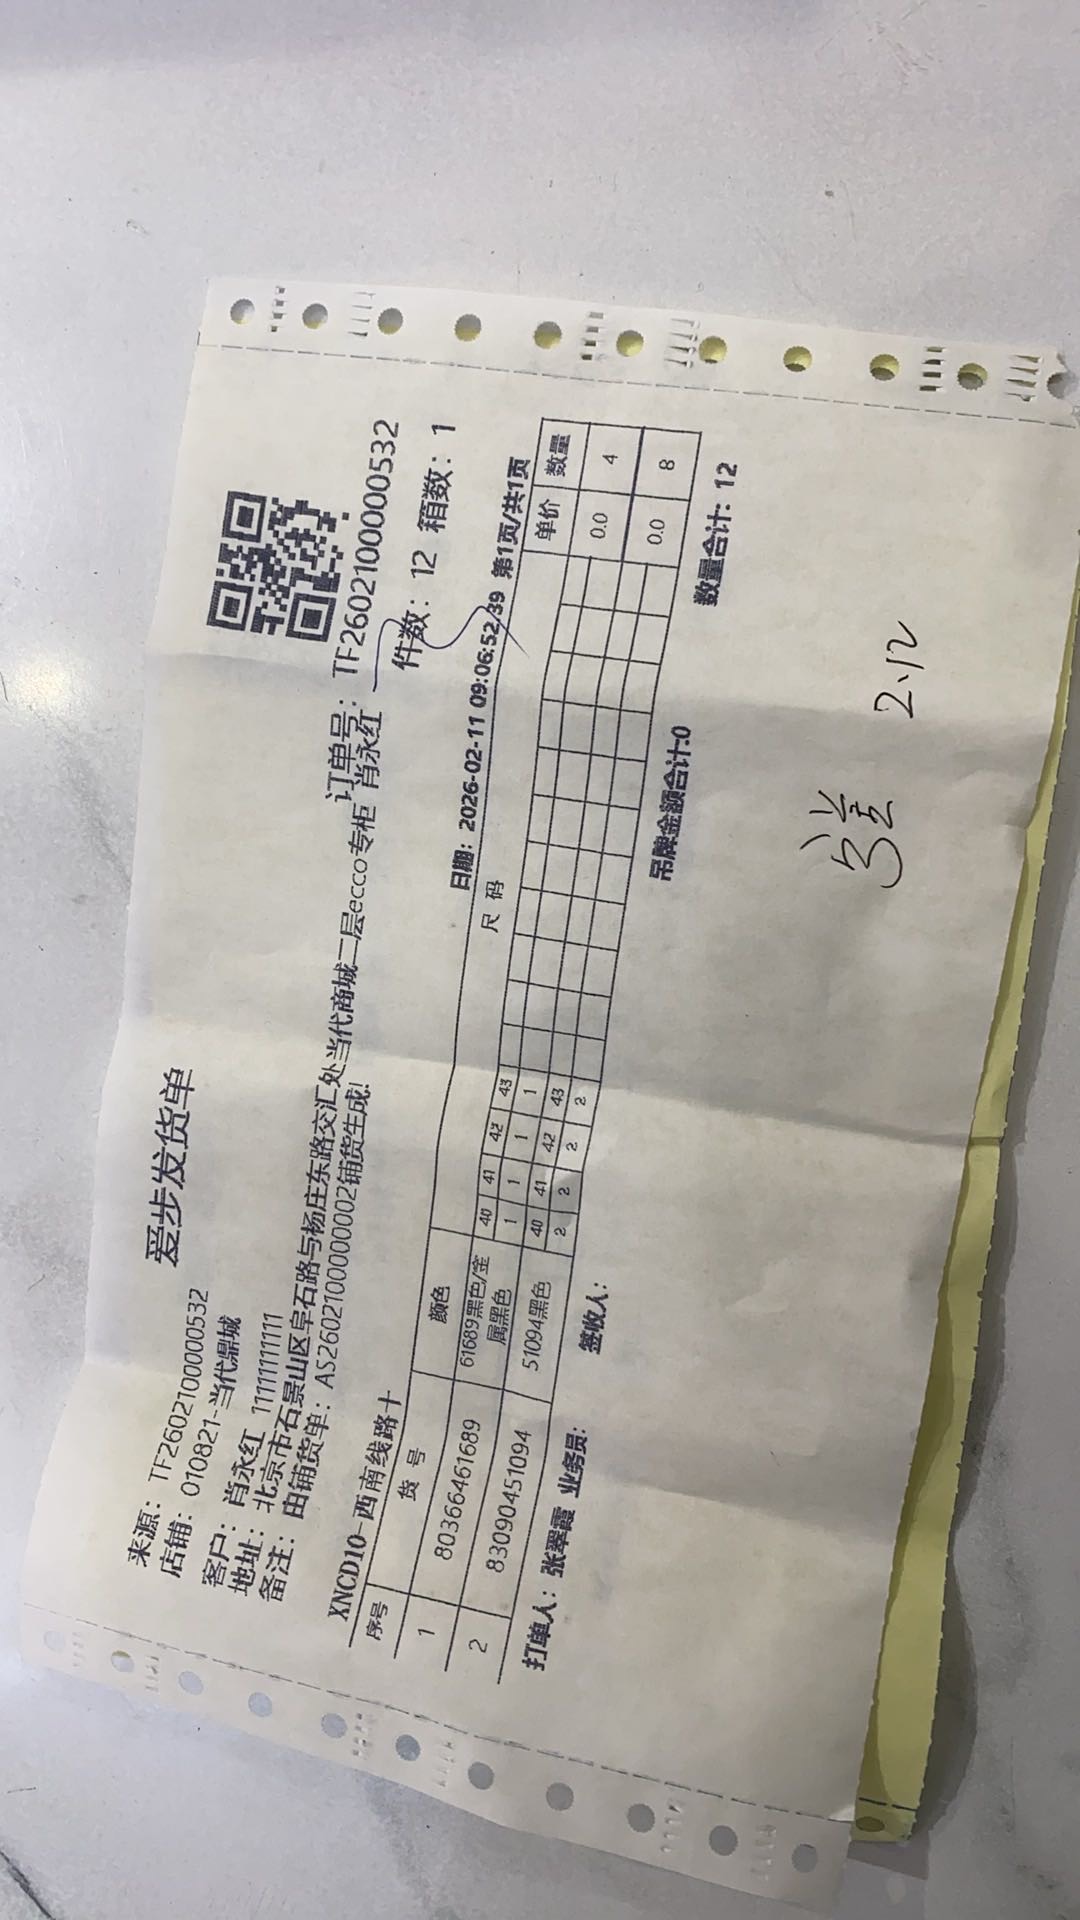 爱步发货单
来源：TF260210000​0532
店铺：010821-当代鼎城
订单号：TF2602100000532
客户：肖永红 11111111111
件数：12 箱数：1
地址：北京市石景山区阜石路与杨庄东路交汇处当代商城二层ecco专柜 肖永红
备注：由铺货单：AS2602100000002铺货生成!
XNCD10-西南线路十 日期：2026-02-11 09:06:52.39 第1页/共1页
序号 货号 颜色 尺码 单价 数量
1 80366461689 61689黑色/金属黑色 40 41 42 43 0.0 4
1 1 1 1
2 83090451094 51094黑色 40 41 42 43 0.0 8
2 2 2 2
打单人：张翠霞 业务员： 签收人： 吊牌金额合计:0 数量合计: 12
2.12